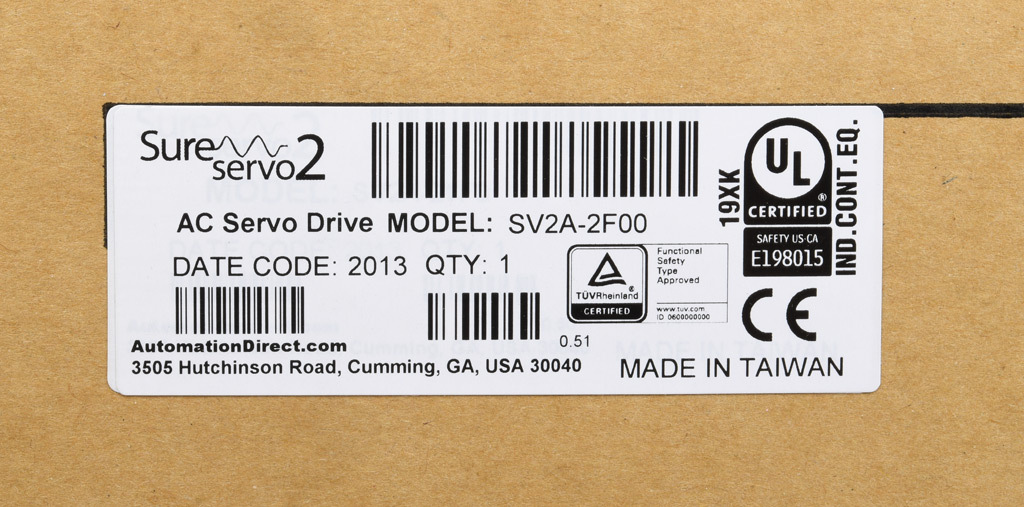 Sure servo2
AC Servo Drive MODEL: SV2A-2F00
DATE CODE: 2013 QTY: 1
AutomationDirect.com
3505 Hutchinson Road, Cumming, GA, USA 30040
0.51
MADE IN TAIWAN
TÜVRheinland®
CERTIFIED
Functional
Safety
Type
Approved
www.tuv.com
ID 0600000000
19XK
UL
®
CERTIFIED
SAFETY US-CA
E198015
IND.CONT.EQ.
CE